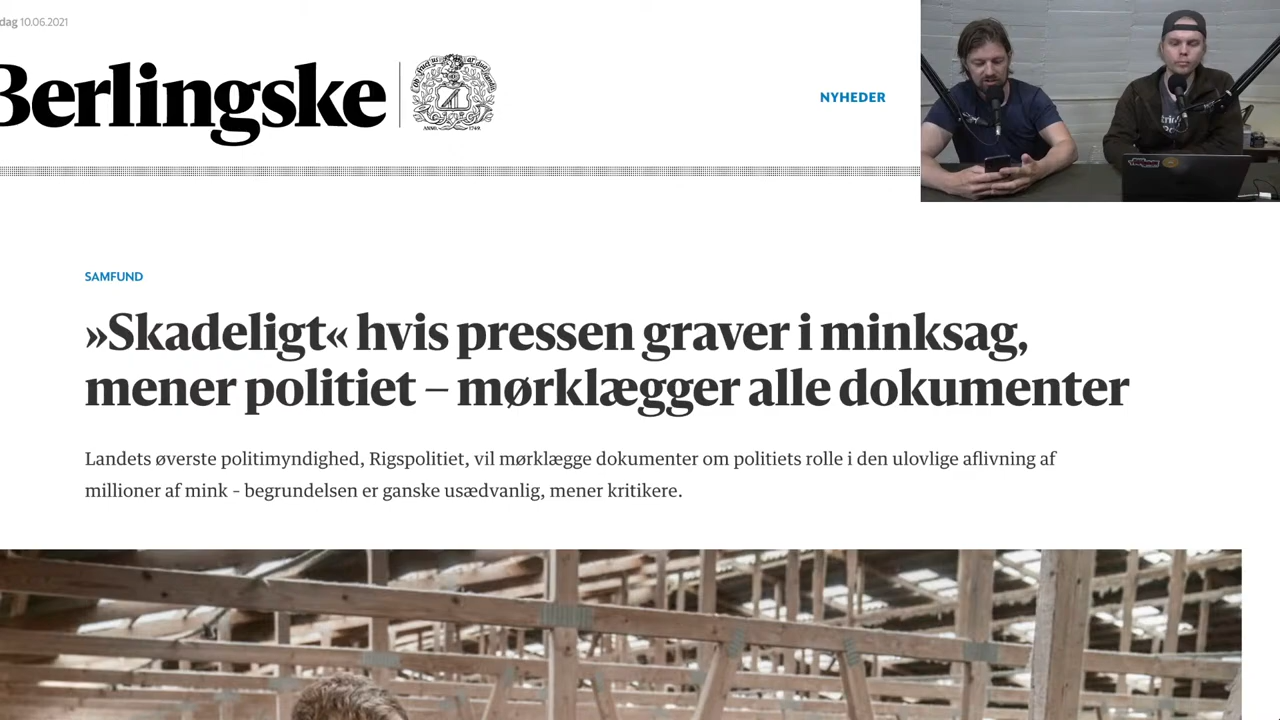 dag 10.06.2021
Berlingske
ANNO. 1749.
NYHEDER
SAMFUND
»Skadeligt« hvis pressen graver i minksag,
mener politiet – mørklægger alle dokumenter
Landets øverste politimyndighed, Rigspolitiet, vil mørklægge dokumenter om politiets rolle i den ulovlige aflivning af
millioner af mink – begrundelsen er ganske usædvanlig, mener kritikere.